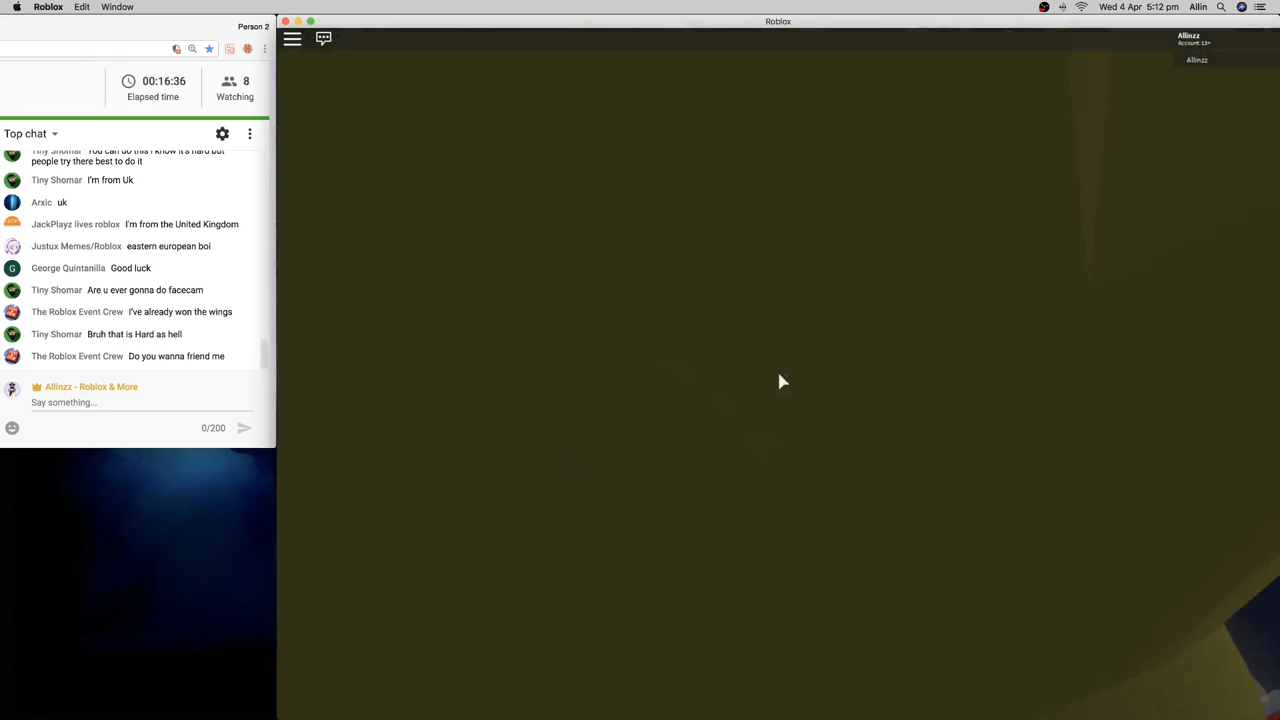 Roblox Edit Window
Wed 4 Apr 5:12 pm Allin
Person 2
Roblox
Allinzz
Account: 13+
Allinzz
00:16:36
Elapsed time
8
Watching
Top chat
Tiny Shomar You can do this I know it's hard but
people try there best to do it
Tiny Shomar I'm from Uk
Arxic uk
JackPlayz lives roblox I'm from the United Kingdom
Justux Memes/Roblox eastern european boi
G George Quintanilla Good luck
Tiny Shomar Are u ever gonna do facecam
The Roblox Event Crew I've already won the wings
Tiny Shomar Bruh that is Hard as hell
The Roblox Event Crew Do you wanna friend me
Allinzz - Roblox & More
Say something...
0/200